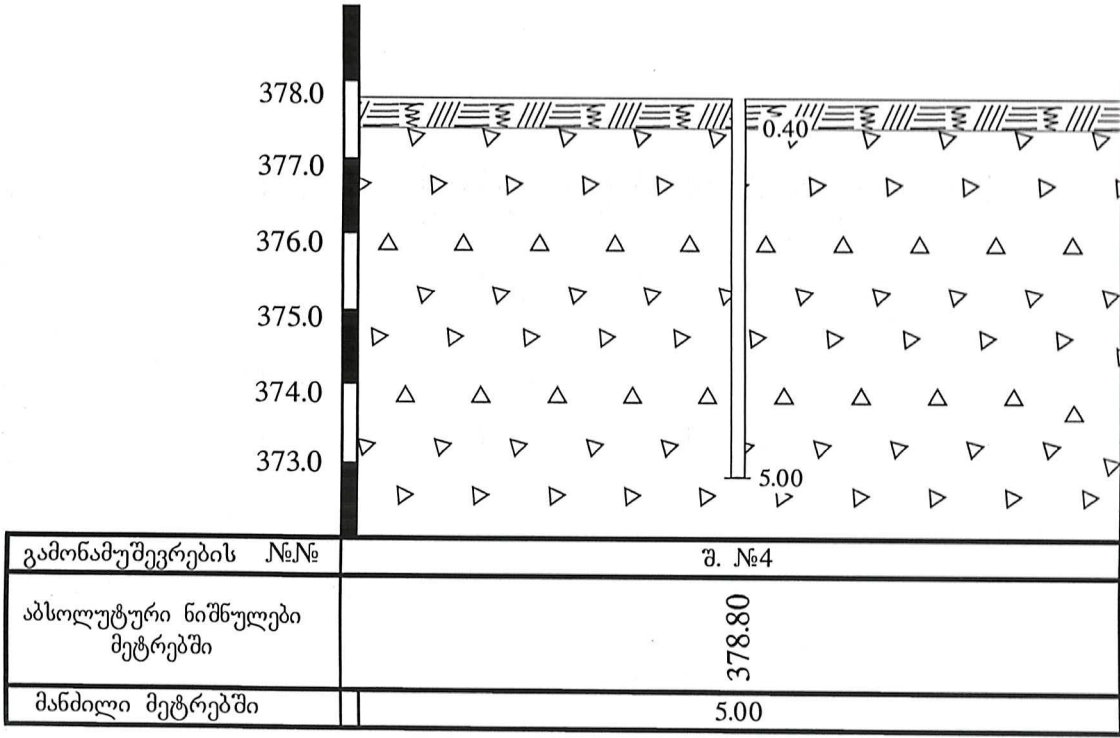 378.0
0.40
377.0
376.0
375.0
374.0
373.0
5.00
გამონამუშევრების №№
შ. №4
აბსოლუტური ნიშნულები
მეტრებში
378.80
მანძილი მეტრებში
5.00